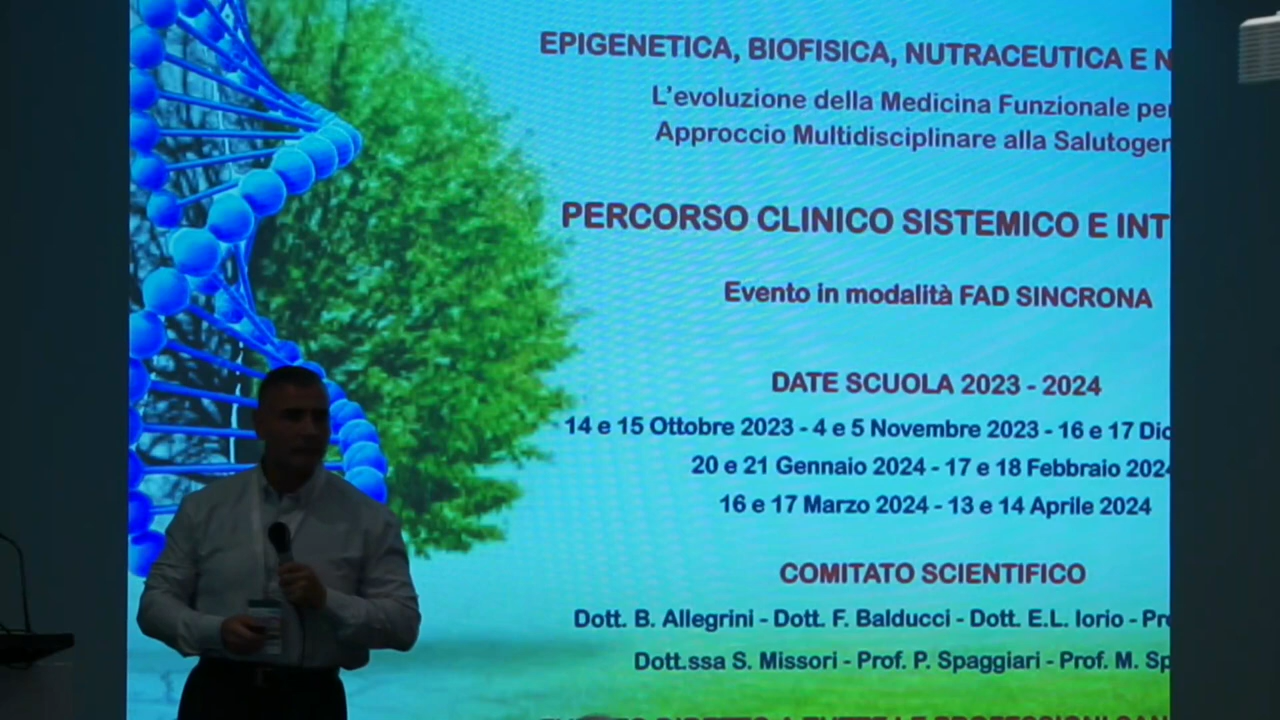 EPIGENETICA, BIOFISICA, NUTRACEUTICA E N
L'evoluzione della Medicina Funzionale per
Approccio Multidisciplinare alla Salutogen
PERCORSO CLINICO SISTEMICO E INT
Evento in modalità FAD SINCRONA
DATE SCUOLA 2023 - 2024
14 e 15 Ottobre 2023 - 4 e 5 Novembre 2023 - 16 e 17 Dic
20 e 21 Gennaio 2024 - 17 e 18 Febbraio 2024
16 e 17 Marzo 2024 - 13 e 14 Aprile 2024
COMITATO SCIENTIFICO
Dott. B. Allegrini - Dott. F. Balducci - Dott. E.L. Iorio - Pr
Dott.ssa S. Missori - Prof. P. Spaggiari - Prof. M. Sp